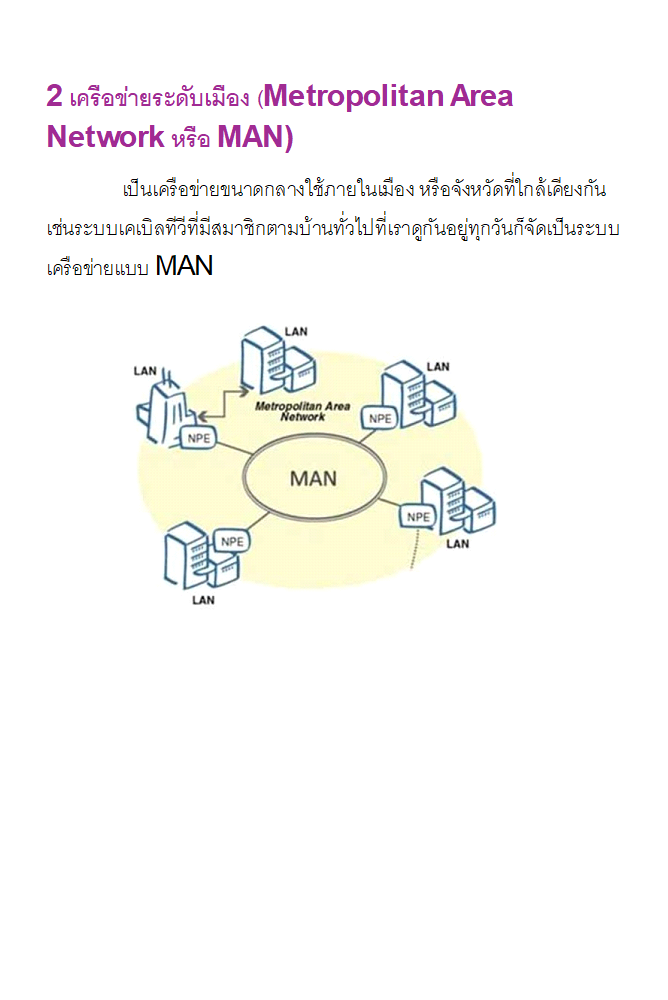 2 เครือข่ายระดับเมือง (Metropolitan Area
Network หรือ MAN)
เป็นเครือข่ายขนาดกลางใช้ภายในเมือง หรือจังหวัดที่ใกล้เคียงกัน
เช่นระบบเคเบิลทีวีที่มีสมาชิกตามบ้านทั่วไปที่เราดูกันอยู่ทุกวันก็จัดเป็นระบบ
เครือข่ายแบบ MAN
LAN
LAN
LAN
Metropolitan Area
Network
NPE
NPE
MAN
NPE
NPE
LAN
LAN